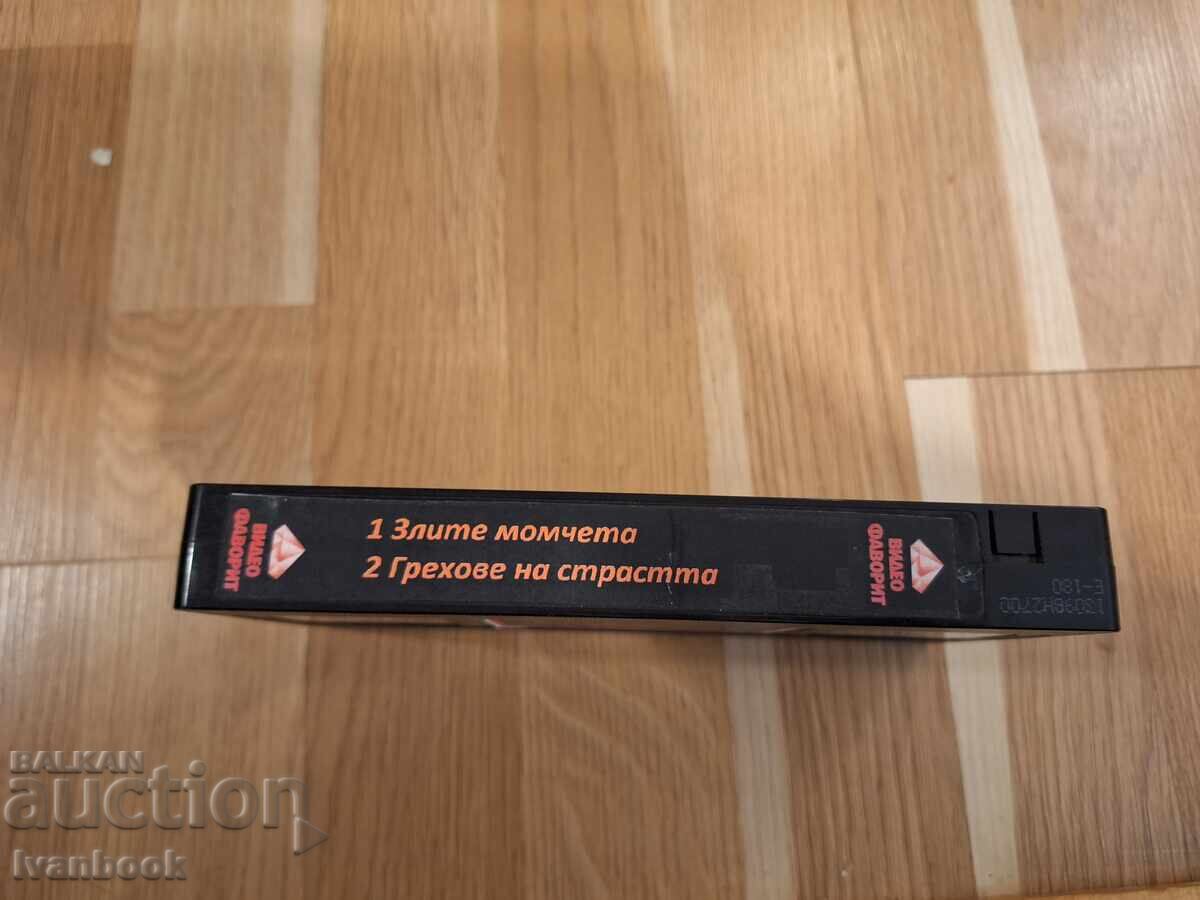 ВИДЕО
ФАВОРИТ
1 Злите момчета
2 Грехове на страстта
ВИДЕО
ФАВОРИТ
E-180
BALKAN
auction
Ivanbook